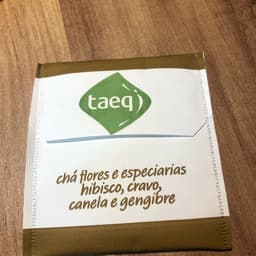 taeq
chá flores e especiarias
hibisco, cravo,
canela e gengibre